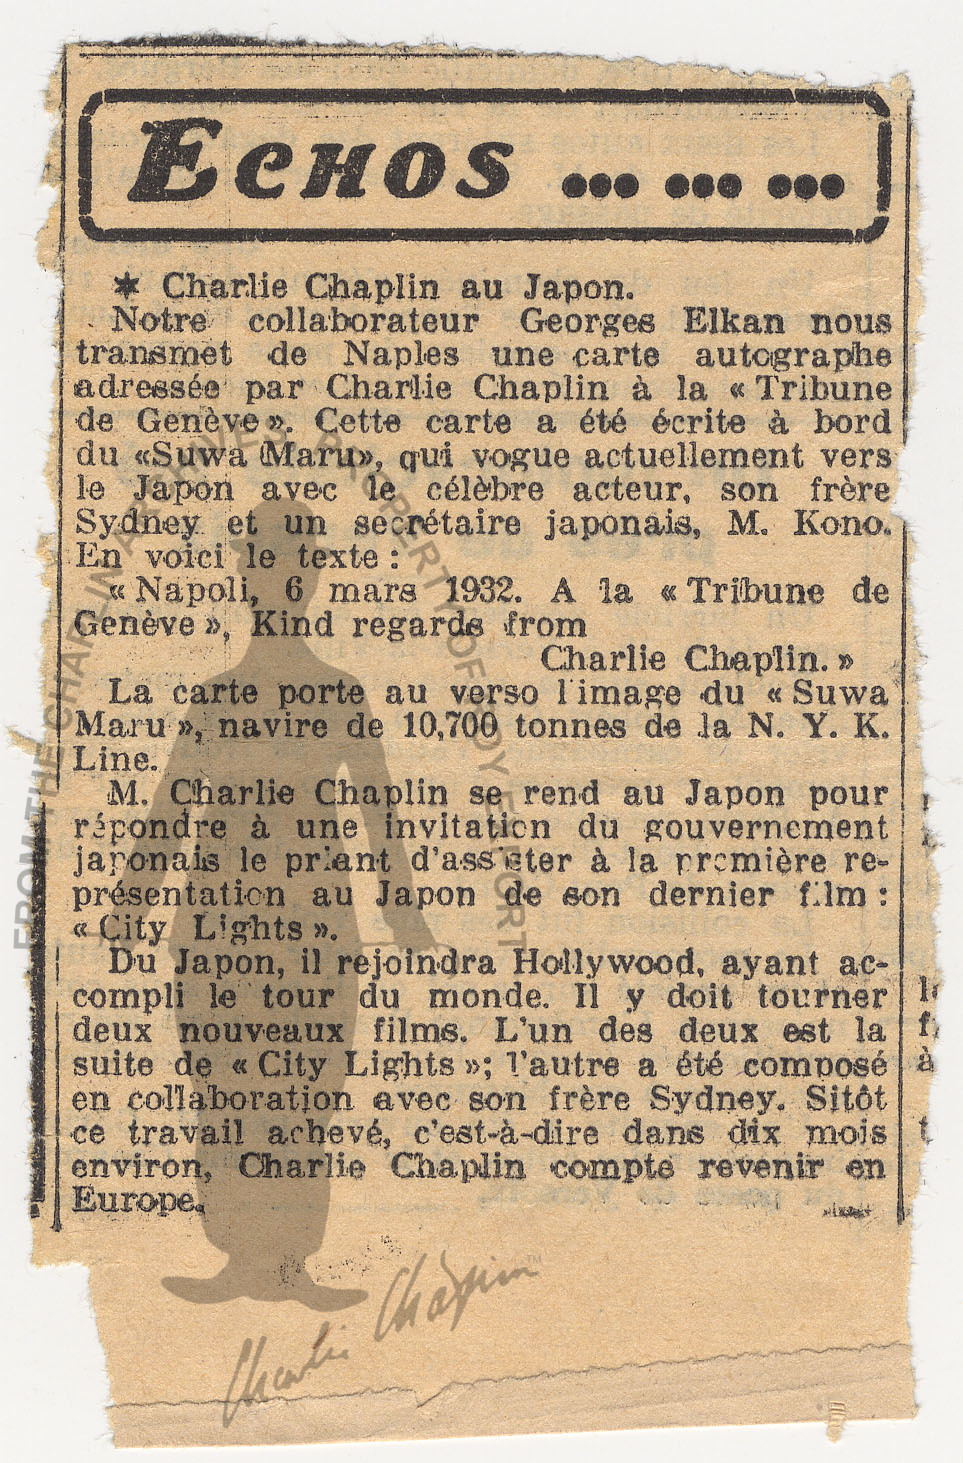 Echos ... ... ...
* Charlie Chaplin au Japon.
Notre collaborateur Georges Elkan nous
transmet de Naples une carte autographe
adressée par Charlie Chaplin à la « Tribune
de Genève ». Cette carte a été écrite à bord
du «Suwa Maru», qui vogue actuellement vers
le Japon avec le célèbre acteur, son frère
Sydney et un secrétaire japonais, M. Kono.
En voici le texte :
« Napoli, 6 mars 1932. A la « Tribune de
Genève », Kind regards from
Charlie Chaplin. »
La carte porte au verso l'image du « Suwa
Maru », navire de 10,700 tonnes de la N. Y. K.
Line.
M. Charlie Chaplin se rend au Japon pour
répondre à une invitation du gouvernement
japonais le priant d'assister à la première re-
présentation au Japon de son dernier film :
« City Lights ».
Du Japon, il rejoindra Hollywood, ayant ac-
compli le tour du monde. Il y doit tourner
deux nouveaux films. L'un des deux est la
suite de « City Lights »; l'autre a été composé
en collaboration avec son frère Sydney. Sitôt
ce travail achevé, c'est-à-dire dans dix mois
environ, Charlie Chaplin compte revenir en
Europe.
FROM THE CHAPLIN ARCHIVES PROPERTY OF ROY EXPORT
Charlie Chaplin